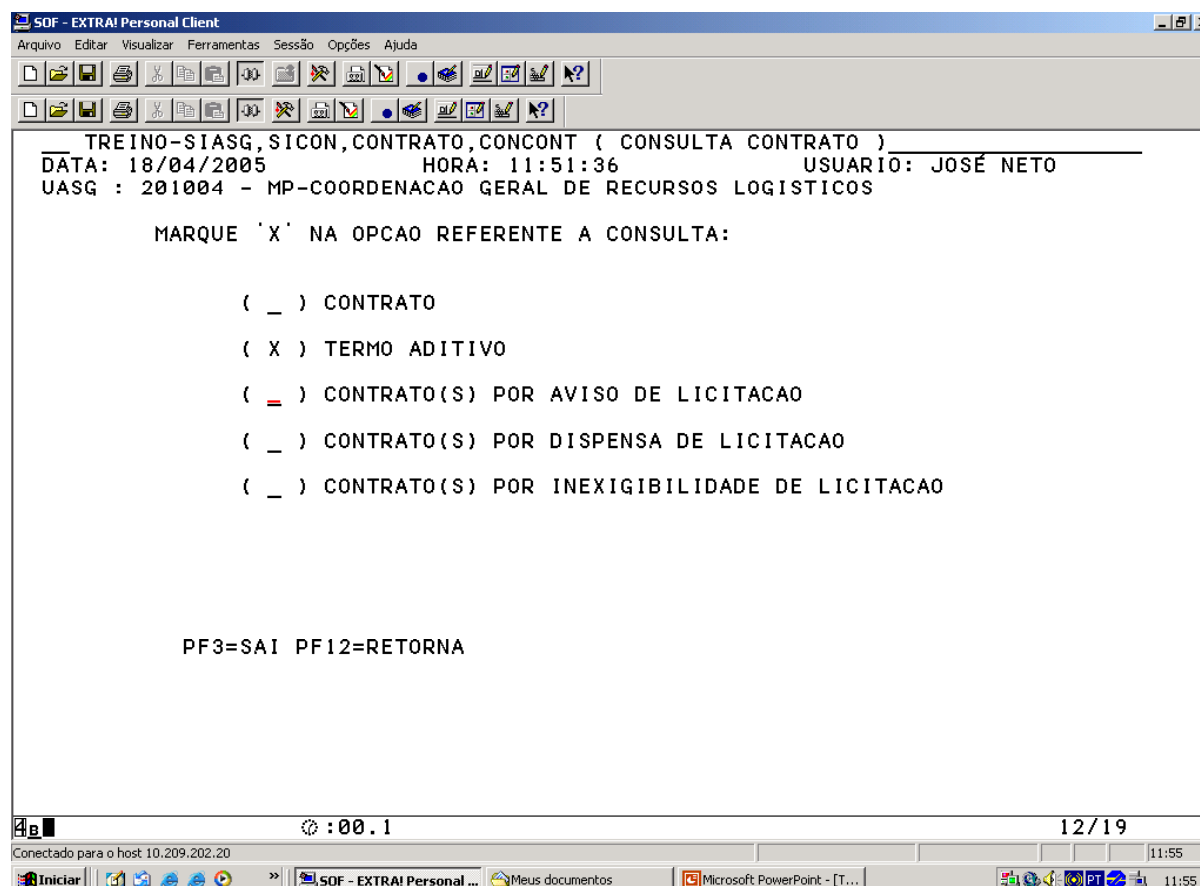 SOF - EXTRA! Personal Client
Arquivo Editar Visualizar Ferramentas Sessão Opções Ajuda
__ TREINO-SIASG,SICON,CONTRATO,CONCONT ( CONSULTA CONTRATO )
DATA: 18/04/2005 HORA: 11:51:36 USUARIO: JOSÉ NETO
UASG : 201004 - MP-COORDENACAO GERAL DE RECURSOS LOGISTICOS
MARQUE 'X' NA OPCAO REFERENTE A CONSULTA:
( _ ) CONTRATO
( X ) TERMO ADITIVO
( _ ) CONTRATO(S) POR AVISO DE LICITACAO
( _ ) CONTRATO(S) POR DISPENSA DE LICITACAO
( _ ) CONTRATO(S) POR INEXIGIBILIDADE DE LICITACAO
PF3=SAI PF12=RETORNA
4 B :00.1 12/19
Conectado para o host 10.209.202.20 11:55
Iniciar » SOF - EXTRA! Personal ... Meus documentos Microsoft PowerPoint - [T... PT 11:55